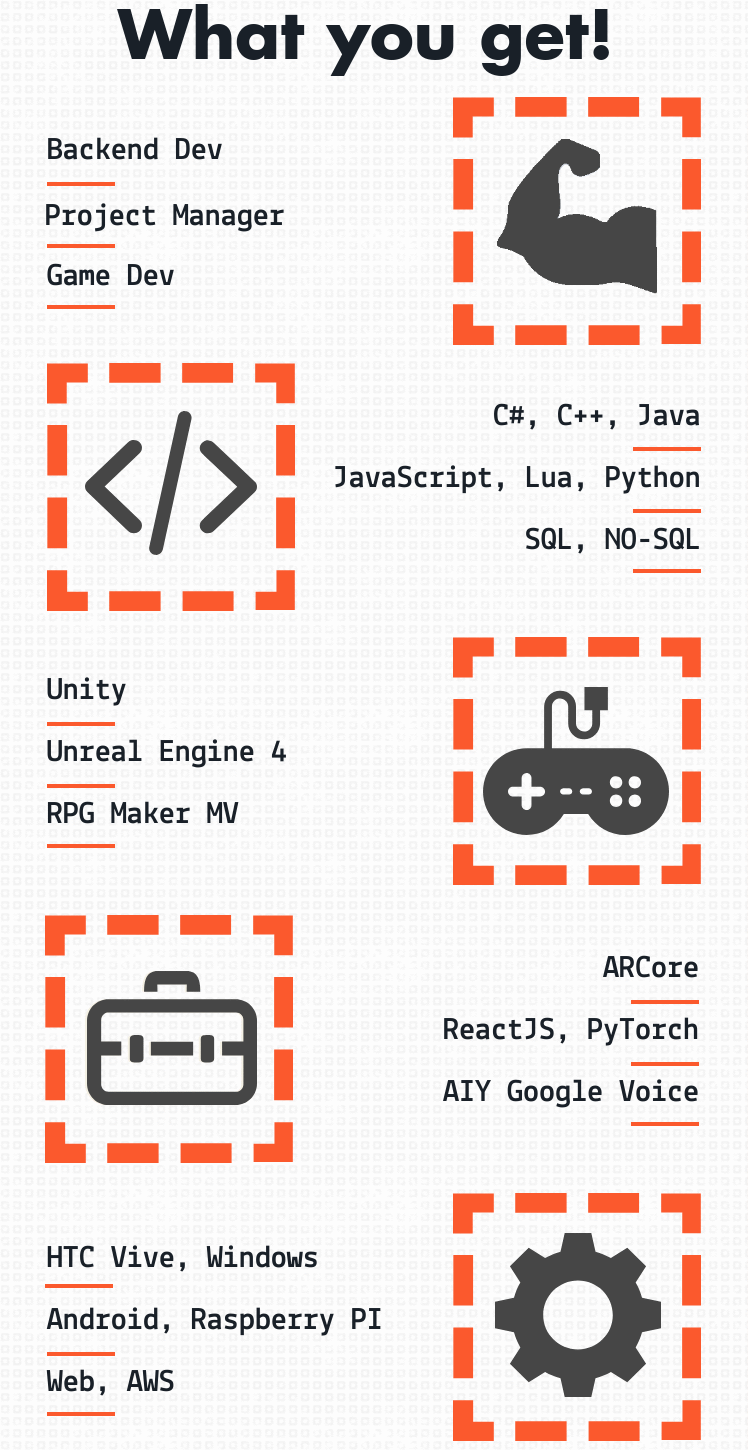 What you get!
Backend Dev
Project Manager
Game Dev
C#, C++, Java
JavaScript, Lua, Python
SQL, NO-SQL
Unity
Unreal Engine 4
RPG Maker MV
ARCore
ReactJS, PyTorch
AIY Google Voice
HTC Vive, Windows
Android, Raspberry PI
Web, AWS